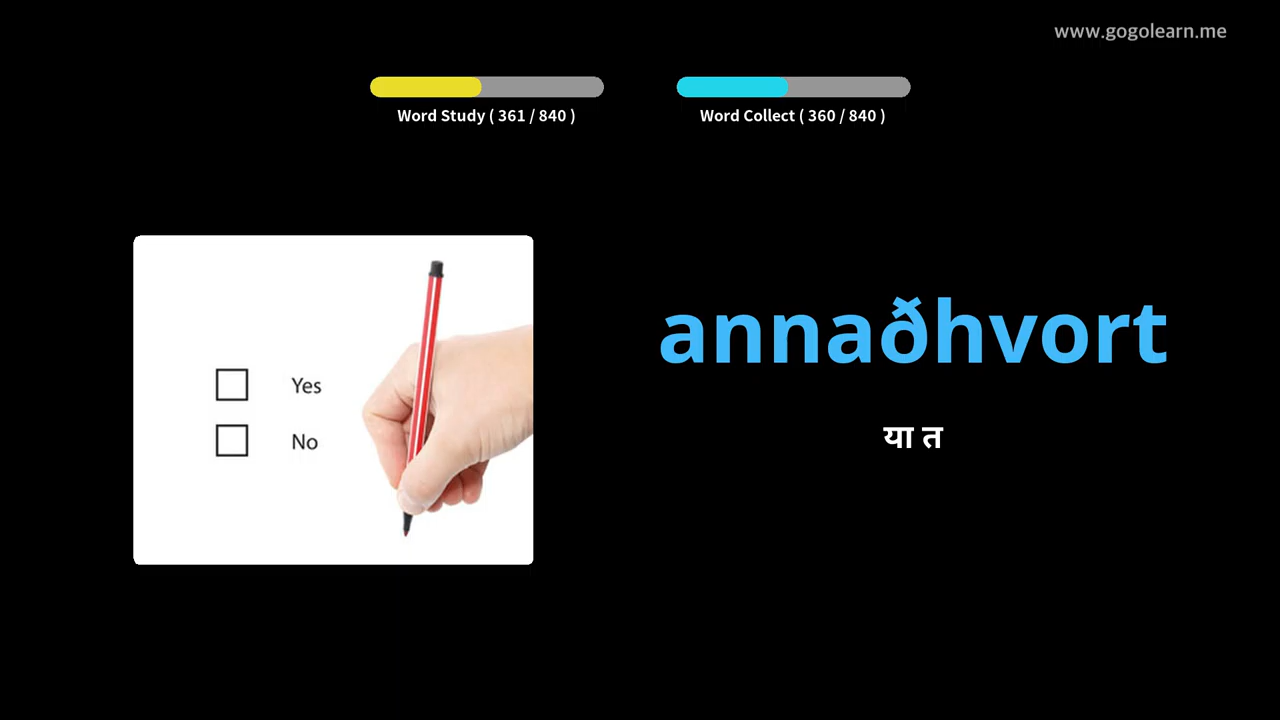 www.gogolearn.me
Word Study ( 361 / 840 )
Word Collect ( 360 / 840 )
annaðhvort
या त
Yes
No